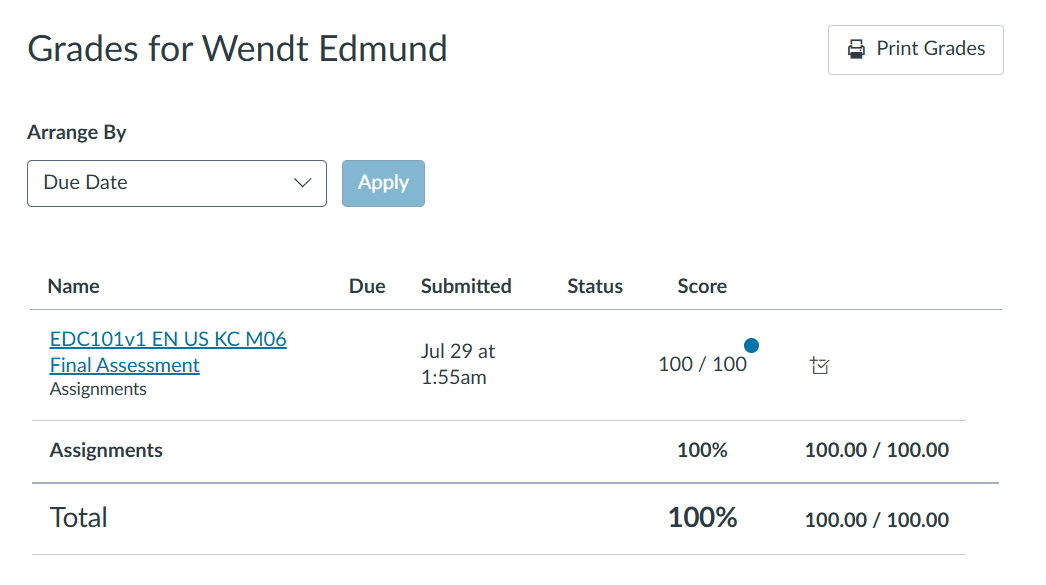 Grades for Wendt Edmund
Print Grades
Arrange By
Due Date
Apply
Name Due Submitted Status Score
EDC101v1 EN US KC M06
Final Assessment
Assignments
Jul 29 at
1:55am
100 / 100
Assignments 100% 100.00 / 100.00
Total 100% 100.00 / 100.00